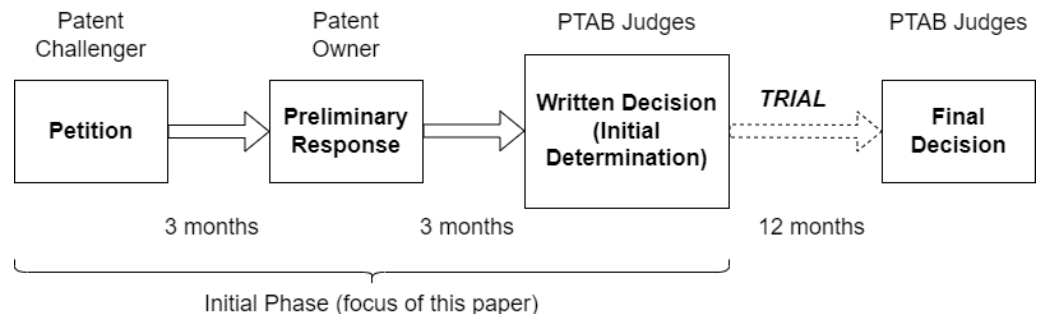 Patent
Challenger
Patent
Owner
PTAB Judges
PTAB Judges
Petition
Preliminary
Response
Written Decision
(Initial
Determination)
TRIAL
Final
Decision
3 months
3 months
12 months
Initial Phase (focus of this paper)